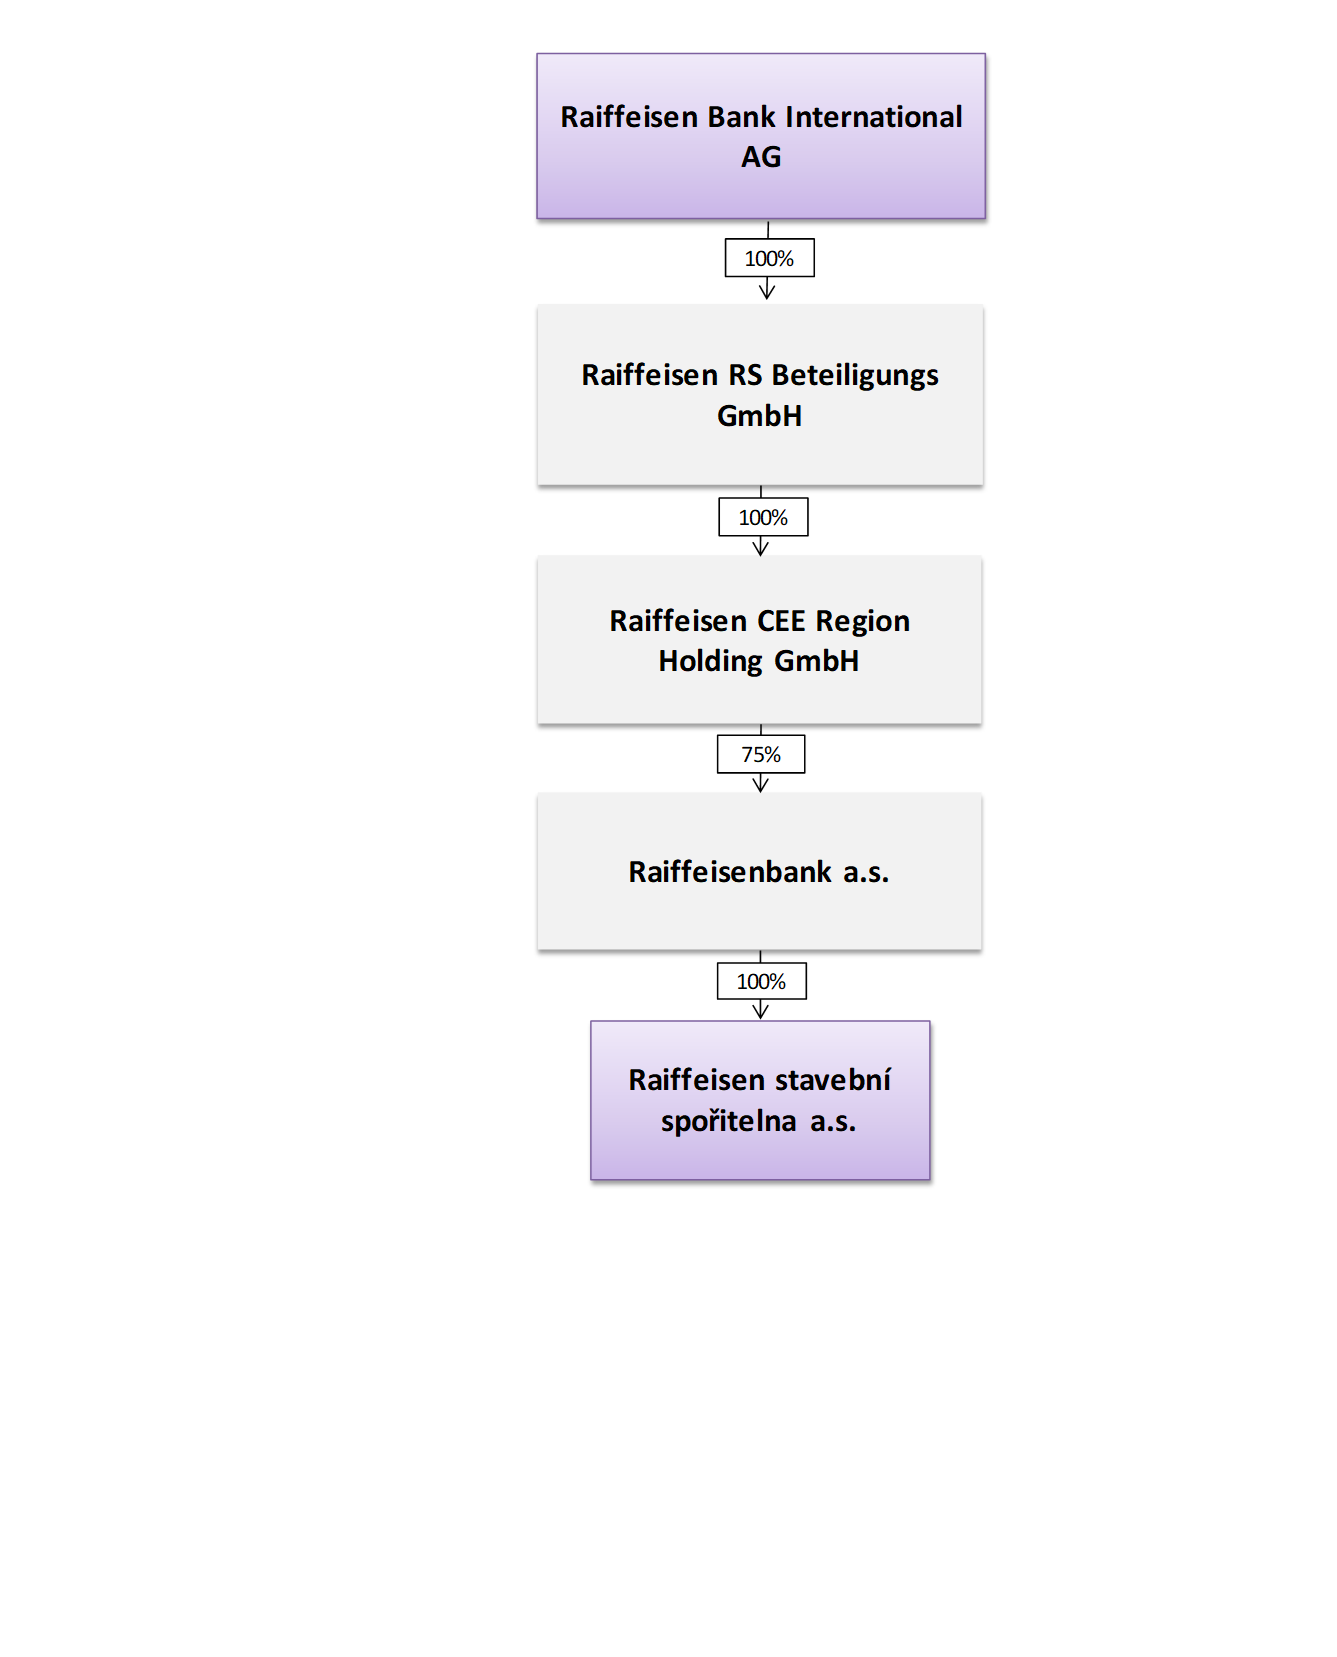 Raiffeisen Bank International
AG
100%
Raiffeisen RS Beteiligungs
GmbH
100%
Raiffeisen CEE Region
Holding GmbH
75%
Raiffeisenbank a.s.
100%
Raiffeisen stavební
spořitelna a.s.